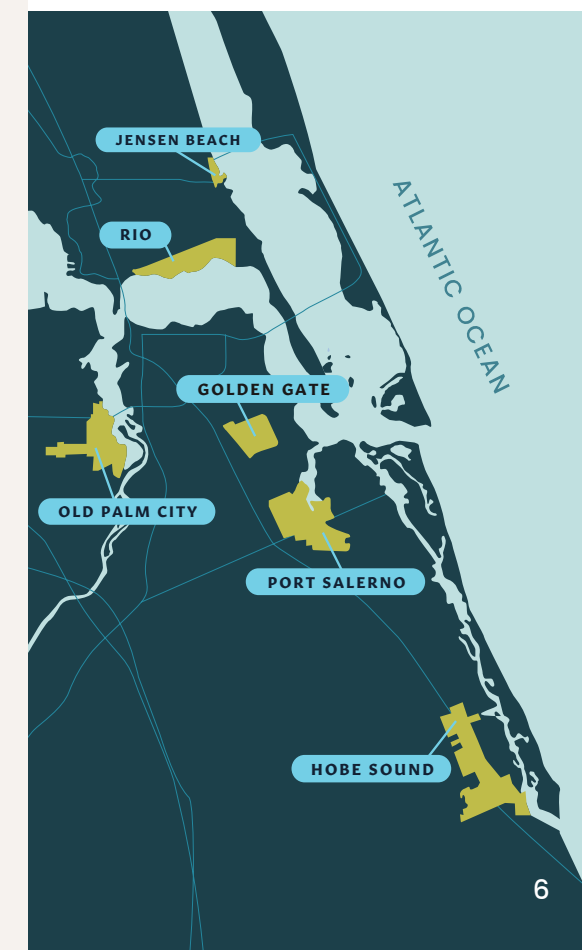 JENSEN BEACH
RIO
ATLANTIC OCEAN
GOLDEN GATE
OLD PALM CITY
PORT SALERNO
HOBE SOUND
6